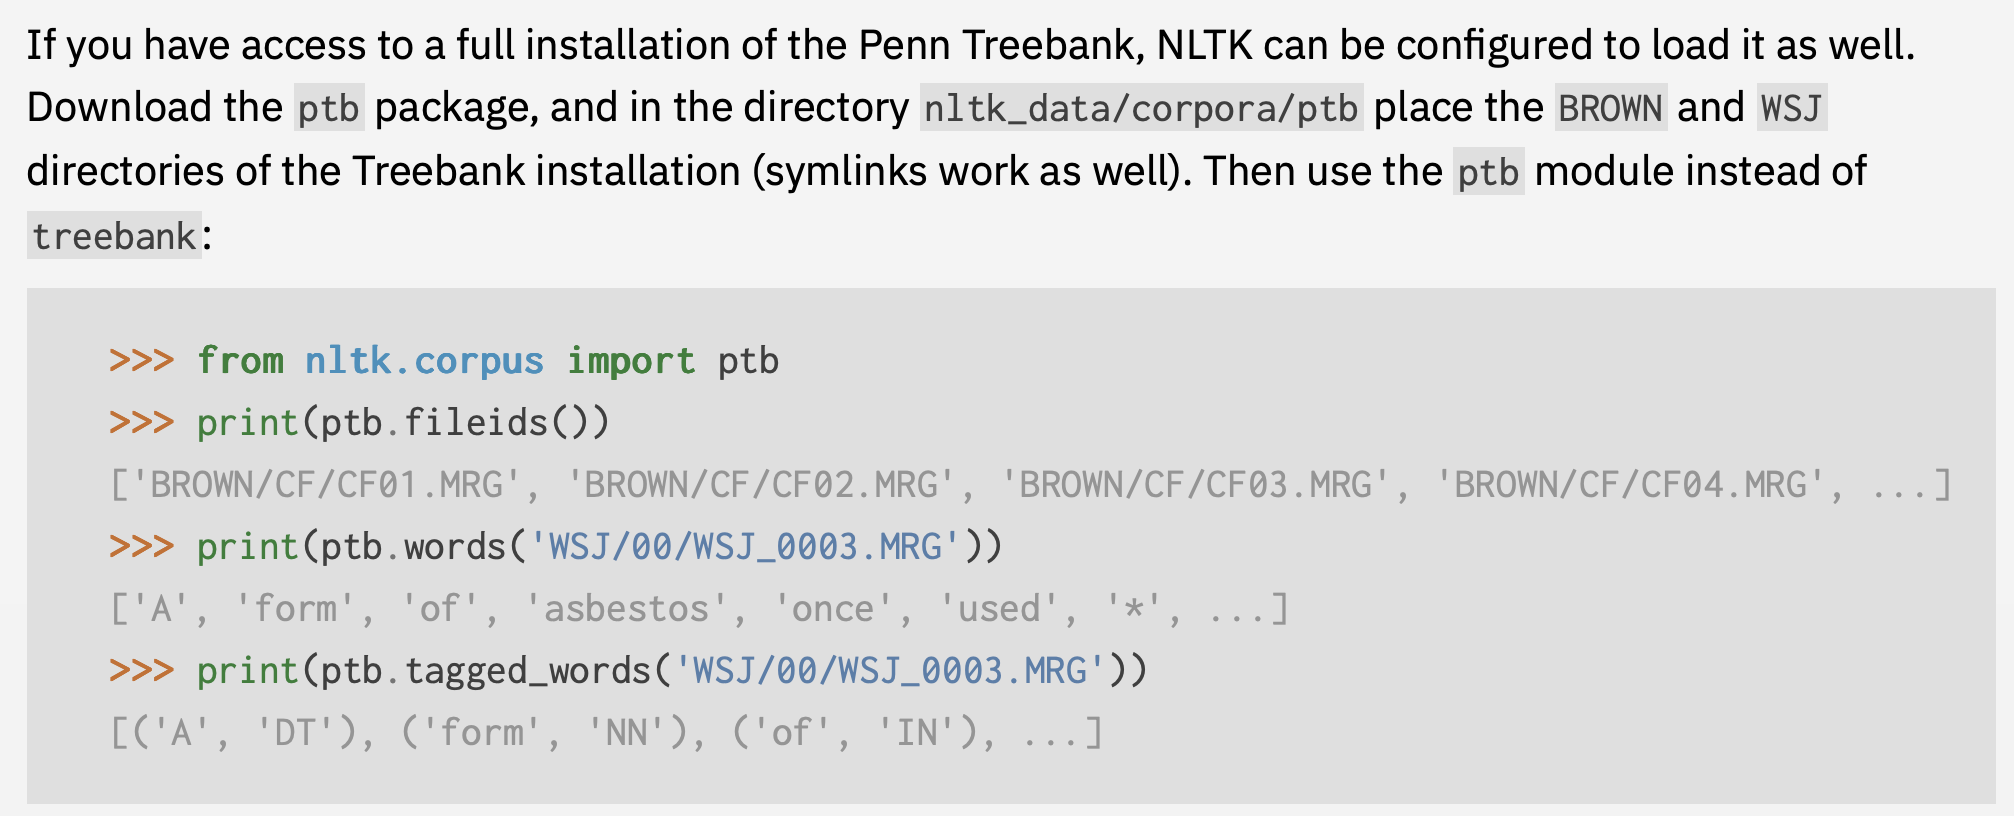 If you have access to a full installation of the Penn Treebank, NLTK can be configured to load it as well.
Download the ptb package, and in the directory nltk_data/corpora/ptb place the BROWN and WSJ
directories of the Treebank installation (symlinks work as well). Then use the ptb module instead of
treebank:
>>> from nltk.corpus import ptb
>>> print(ptb.fileids())
['BROWN/CF/CF01.MRG', 'BROWN/CF/CF02.MRG', 'BROWN/CF/CF03.MRG', 'BROWN/CF/CF04.MRG', ...]
>>> print(ptb.words('WSJ/00/WSJ_0003.MRG'))
['A', 'form', 'of', 'asbestos', 'once', 'used', '*', ...]
>>> print(ptb.tagged_words('WSJ/00/WSJ_0003.MRG'))
[('A', 'DT'), ('form', 'NN'), ('of', 'IN'), ...]